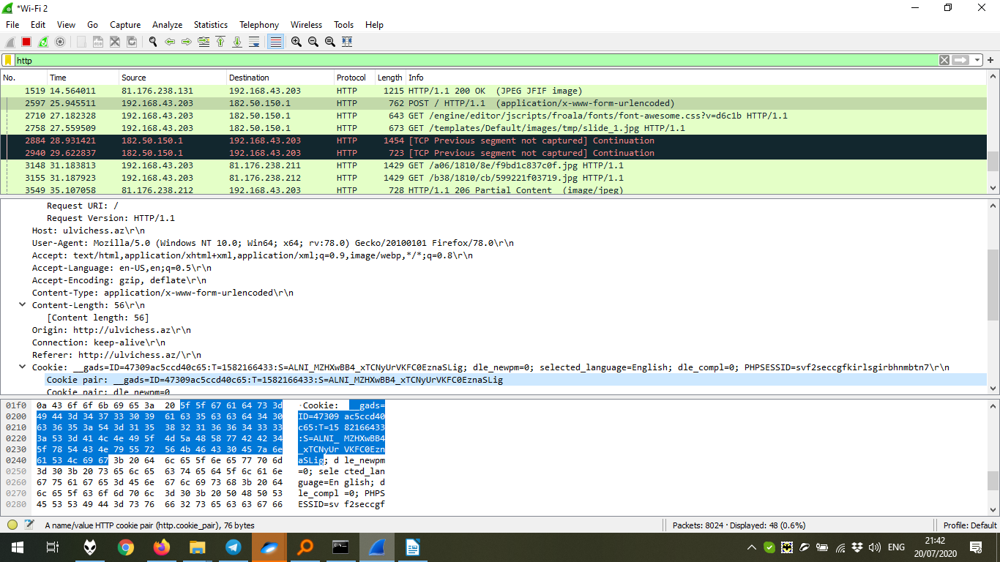 *Wi-Fi 2
File Edit View Go Capture Analyze Statistics Telephony Wireless Tools Help
http
No. Time Source Destination Protocol Length Info
1519 14.564011 81.176.238.131 192.168.43.203 HTTP 1215 HTTP/1.1 200 OK (JPEG JFIF image)
2597 25.945511 192.168.43.203 182.50.150.1 HTTP 762 POST / HTTP/1.1 (application/x-www-form-urlencoded)
2710 27.182328 192.168.43.203 182.50.150.1 HTTP 643 GET /engine/editor/jscripts/froala/fonts/font-awesome.css?v=d6c1b HTTP/1.1
2758 27.559509 192.168.43.203 182.50.150.1 HTTP 673 GET /templates/Default/images/tmp/slide_1.jpg HTTP/1.1
2884 28.931421 182.50.150.1 192.168.43.203 HTTP 1454 [TCP Previous segment not captured] Continuation
2940 29.622837 182.50.150.1 192.168.43.203 HTTP 723 [TCP Previous segment not captured] Continuation
3148 31.183813 192.168.43.203 81.176.238.211 HTTP 1429 GET /a06/1810/8e/f9bd1c837c0f.jpg HTTP/1.1
3155 31.187923 192.168.43.203 81.176.238.212 HTTP 1429 GET /b38/1810/cb/599221f03719.jpg HTTP/1.1
3549 35.107058 81.176.238.212 192.168.43.203 HTTP 728 HTTP/1.1 206 Partial Content (image/jpeg)
Request URI: /
Request Version: HTTP/1.1
Host: ulvichess.az\r\n
User-Agent: Mozilla/5.0 (Windows NT 10.0; Win64; x64; rv:78.0) Gecko/20100101 Firefox/78.0\r\n
Accept: text/html,application/xhtml+xml,application/xml;q=0.9,image/webp,*/*;q=0.8\r\n
Accept-Language: en-US,en;q=0.5\r\n
Accept-Encoding: gzip, deflate\r\n
Content-Type: application/x-www-form-urlencoded\r\n
Content-Length: 56\r\n
[Content length: 56]
Origin: http://ulvichess.az\r\n
Connection: keep-alive\r\n
Referer: http://ulvichess.az/\r\n
Cookie: __gads=ID=47309ac5ccd40c65:T=1582166433:S=ALNI_MZHXwBB4_xTCNyUrVKFC0EznaSLig; dle_newpm=0; selected_language=English; dle_compl=0; PHPSESSID=svf2seccgfkirlsgirbhnmbtn7\r\n
Cookie pair: __gads=ID=47309ac5ccd40c65:T=1582166433:S=ALNI_MZHXwBB4_xTCNyUrVKFC0EznaSLig
Cookie pair: dle_newpm=0
01f0 0a 43 6f 6f 6b 69 65 3a 20 5f 5f 67 61 64 73 3d ·Cookie: __gads=
0200 49 44 3d 34 37 33 30 39 61 63 35 63 63 64 34 30 ID=47309 ac5ccd40
0210 63 36 35 3a 54 3d 31 35 38 32 31 36 36 34 33 33 c65:T=15 82166433
0220 3a 53 3d 41 4c 4e 49 5f 4d 5a 48 58 77 42 42 34 :S=ALNI_ MZHXwBB4
0230 5f 78 54 43 4e 79 55 72 56 4b 46 43 30 45 7a 6e _xTCNyUr VKFC0Ezn
0240 61 53 4c 69 67 3b 20 64 6c 65 5f 6e 65 77 70 6d aSLig; d le_newpm
0250 3d 30 3b 20 73 65 6c 65 63 74 65 64 5f 6c 61 6e =0; sele cted_lan
0260 67 75 61 67 65 3d 45 6e 67 6c 69 73 68 3b 20 64 guage=En glish; d
0270 6c 65 5f 63 6f 6d 70 6c 3d 30 3b 20 50 48 50 53 le_compl =0; PHPS
0280 45 53 53 49 44 3d 73 76 66 32 73 65 63 63 67 66 ESSID=sv f2seccgf
A name/value HTTP cookie pair (http.cookie_pair), 76 bytes
Packets: 8024 · Displayed: 48 (0.6%)
Profile: Default
ENG
21:42
20/07/2020